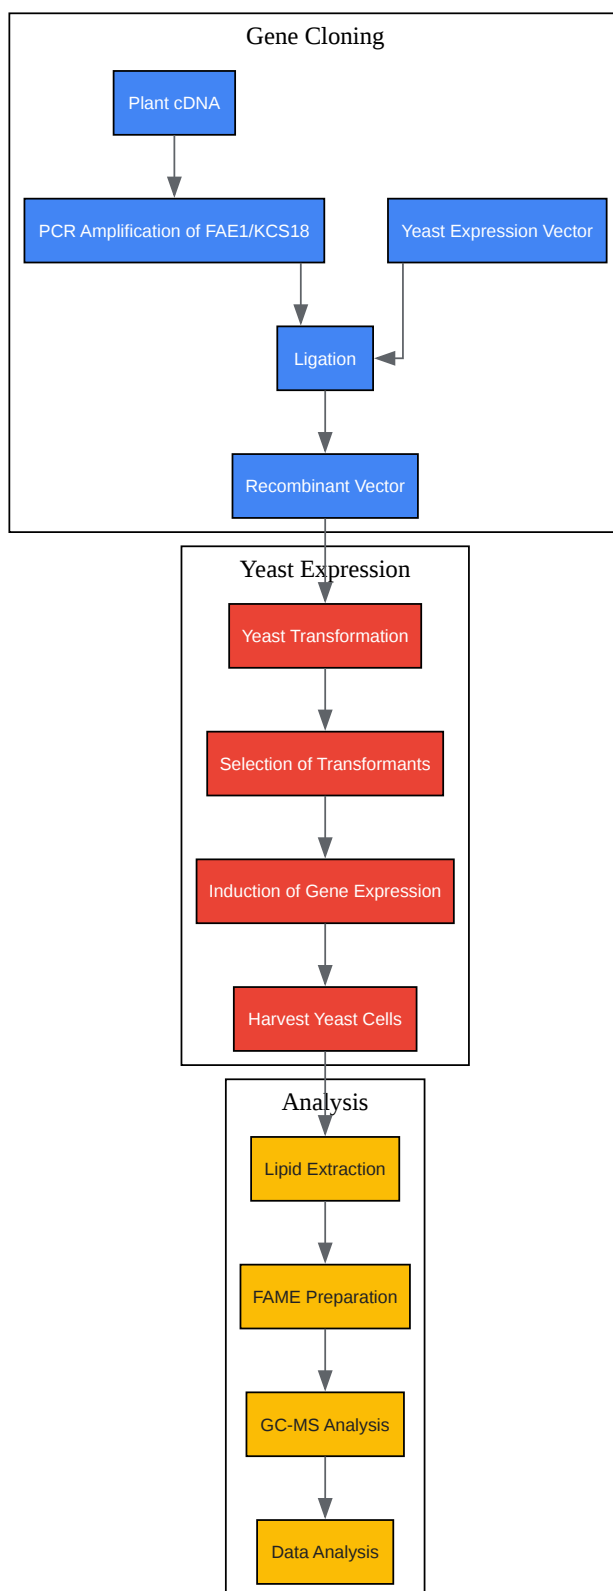 Gene Cloning
Plant cDNA
PCR Amplification of FAE1/KCS18
Yeast Expression Vector
Ligation
Recombinant Vector
Yeast Expression
Yeast Transformation
Selection of Transformants
Induction of Gene Expression
Harvest Yeast Cells
Analysis
Lipid Extraction
FAME Preparation
GC-MS Analysis
Data Analysis